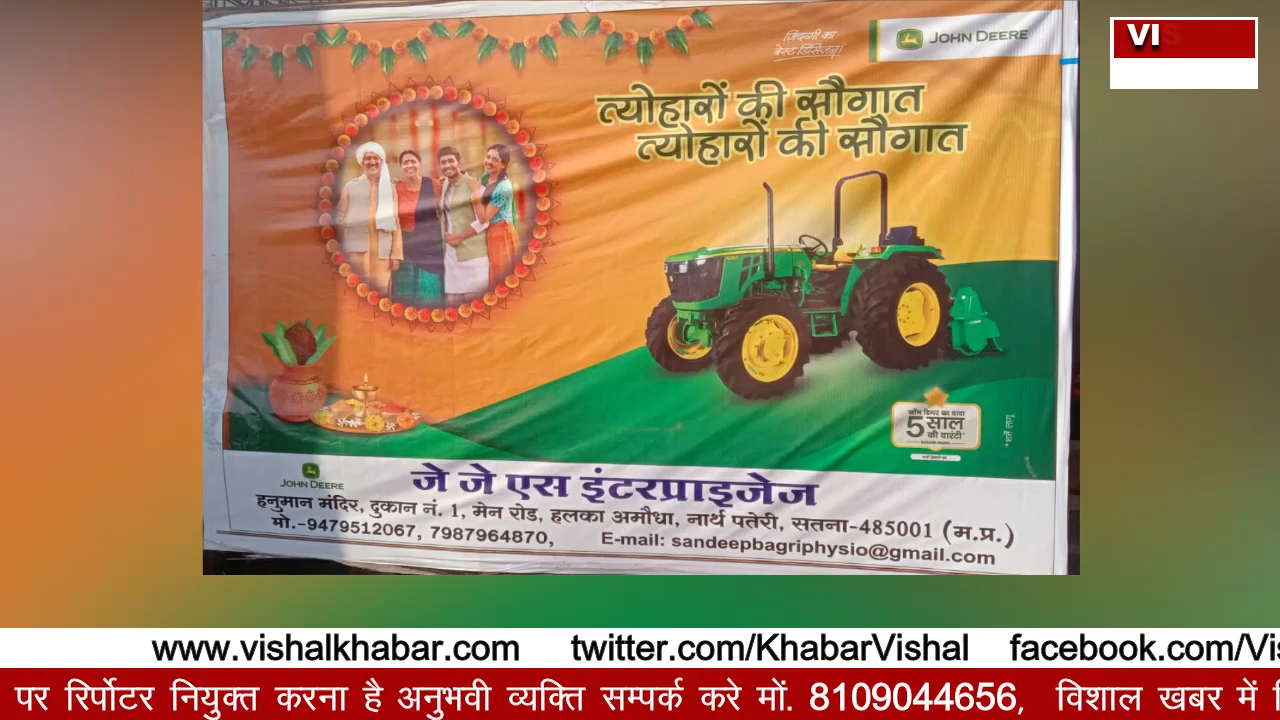 जिंदगी का
बेस्ट डिसिजन!
JOHN DEERE
VI
त्योहारों की सौगात
त्योहारों की सौगात
जॉन डियर का वादा
5 साल
की वारंटी*
*शर्तें लागू
JOHN DEERE
जे जे एस इंटरप्राइजेज
हनुमान मंदिर, दुकान नं. 1, मेन रोड, हलका अमौधा, नार्थ पतेरी, सतना-485001 (म.प्र.)
मो.-9479512067, 7987964870, E-mail: sandeepbagriphysio@gmail.com
www.vishalkhabar.com twitter.com/KhabarVishal facebook.com/Vis
पर रिर्पोटर नियुक्त करना है अनुभवी व्यक्ति सम्पर्क करे मों. 8109044656, विशाल खबर में